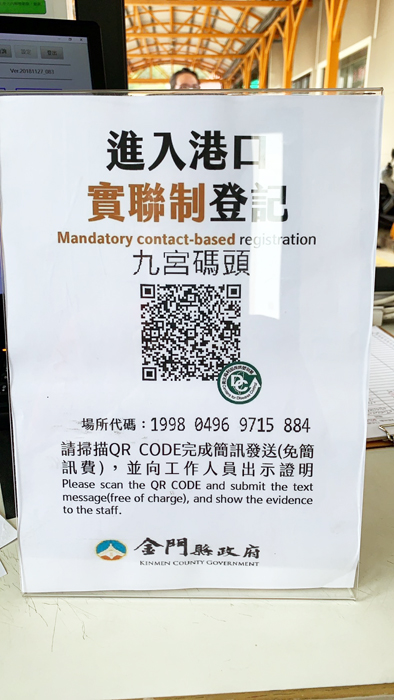 Ver.20181127_061
進入港口
實聯制登記
Mandatory contact-based registration
九宮碼頭
場所代碼：1998 0496 9715 884
請掃描QR CODE完成簡訊發送(免簡
訊費)，並向工作人員出示證明
Please scan the QR CODE and submit the text
message(free of charge), and show the evidence
to the staff.
金門縣政府
KINMEN COUNTY GOVERNMENT